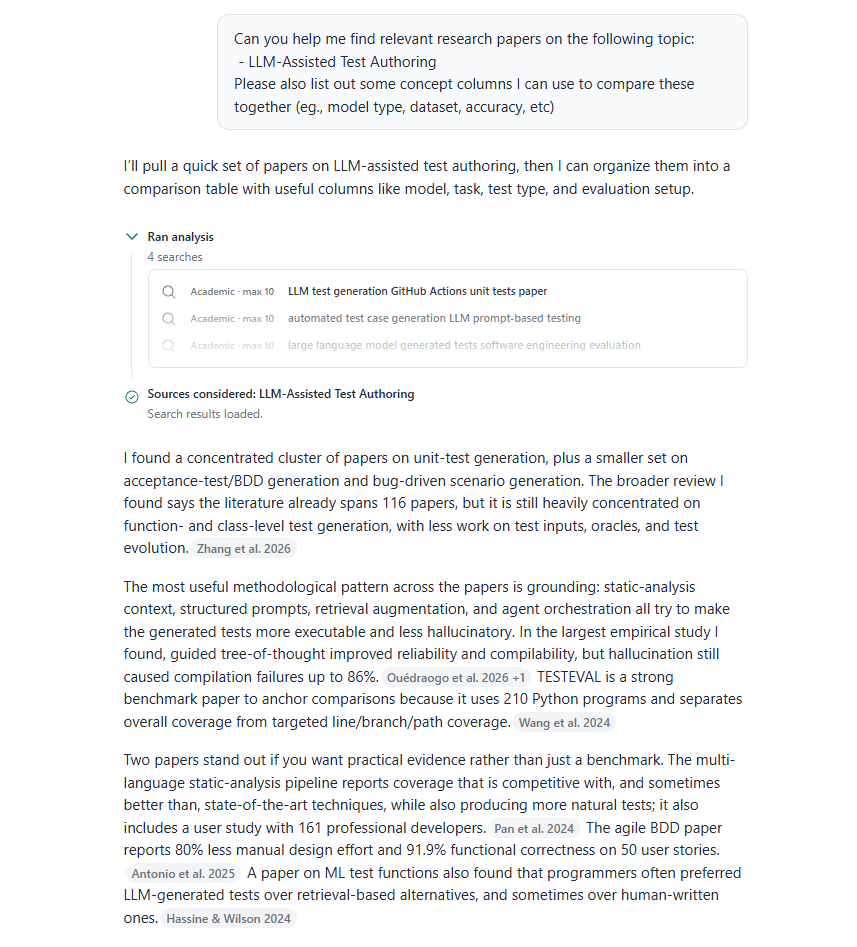 Can you help me find relevant research papers on the following topic:
- LLM-Assisted Test Authoring
Please also list out some concept columns I can use to compare these
together (eg., model type, dataset, accuracy, etc)
I’ll pull a quick set of papers on LLM-assisted test authoring, then I can organize them into a
comparison table with useful columns like model, task, test type, and evaluation setup.
Ran analysis
4 searches
Academic · max 10 LLM test generation GitHub Actions unit tests paper
Academic · max 10 automated test case generation LLM prompt-based testing
Academic · max 10 large language model generated tests software engineering evaluation
Sources considered: LLM-Assisted Test Authoring
Search results loaded.
I found a concentrated cluster of papers on unit-test generation, plus a smaller set on
acceptance-test/BDD generation and bug-driven scenario generation. The broader review I
found says the literature already spans 116 papers, but it is still heavily concentrated on
function- and class-level test generation, with less work on test inputs, oracles, and test
evolution. Zhang et al. 2026
The most useful methodological pattern across the papers is grounding: static-analysis
context, structured prompts, retrieval augmentation, and agent orchestration all try to make
the generated tests more executable and less hallucinatory. In the largest empirical study I
found, guided tree-of-thought improved reliability and compilability, but hallucination still
caused compilation failures up to 86%. Ouédraogo et al. 2026 +1 TESTEVAL is a strong
benchmark paper to anchor comparisons because it uses 210 Python programs and separates
overall coverage from targeted line/branch/path coverage. Wang et al. 2024
Two papers stand out if you want practical evidence rather than just a benchmark. The multi-
language static-analysis pipeline reports coverage that is competitive with, and sometimes
better than, state-of-the-art techniques, while also producing more natural tests; it also
includes a user study with 161 professional developers. Pan et al. 2024 The agile BDD paper
reports 80% less manual design effort and 91.9% functional correctness on 50 user stories.
Antonio et al. 2025 A paper on ML test functions also found that programmers often preferred
LLM-generated tests over retrieval-based alternatives, and sometimes over human-written
ones. Hassine & Wilson 2024